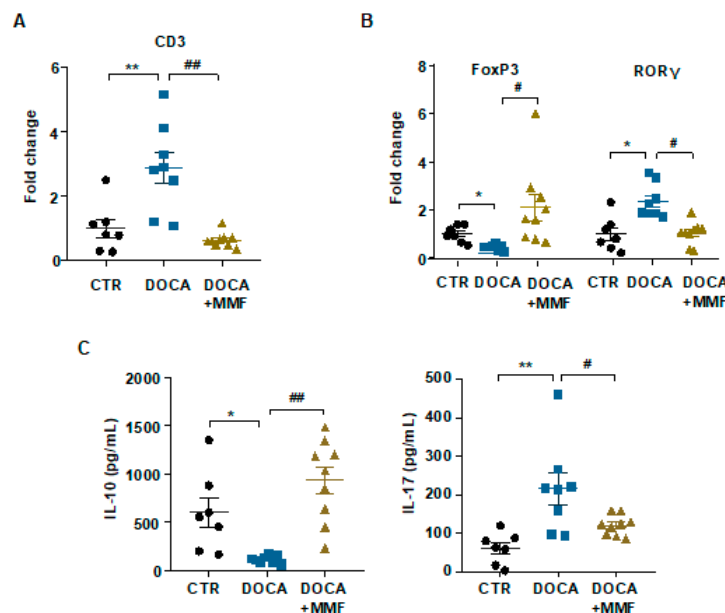 A
CD3
Fold change
6
4
2
0
**
##
CTR
DOCA
DOCA
+MMF
B
FoxP3
RORγ
Fold change
8
6
4
2
0
*
#
*
#
CTR
DOCA
DOCA
+MMF
CTR
DOCA
DOCA
+MMF
C
IL-10 (pg/mL)
2000
1500
1000
500
0
*
##
CTR
DOCA
DOCA
+MMF
IL-17 (pg/mL)
500
400
300
200
100
0
**
#
CTR
DOCA
DOCA
+MMF